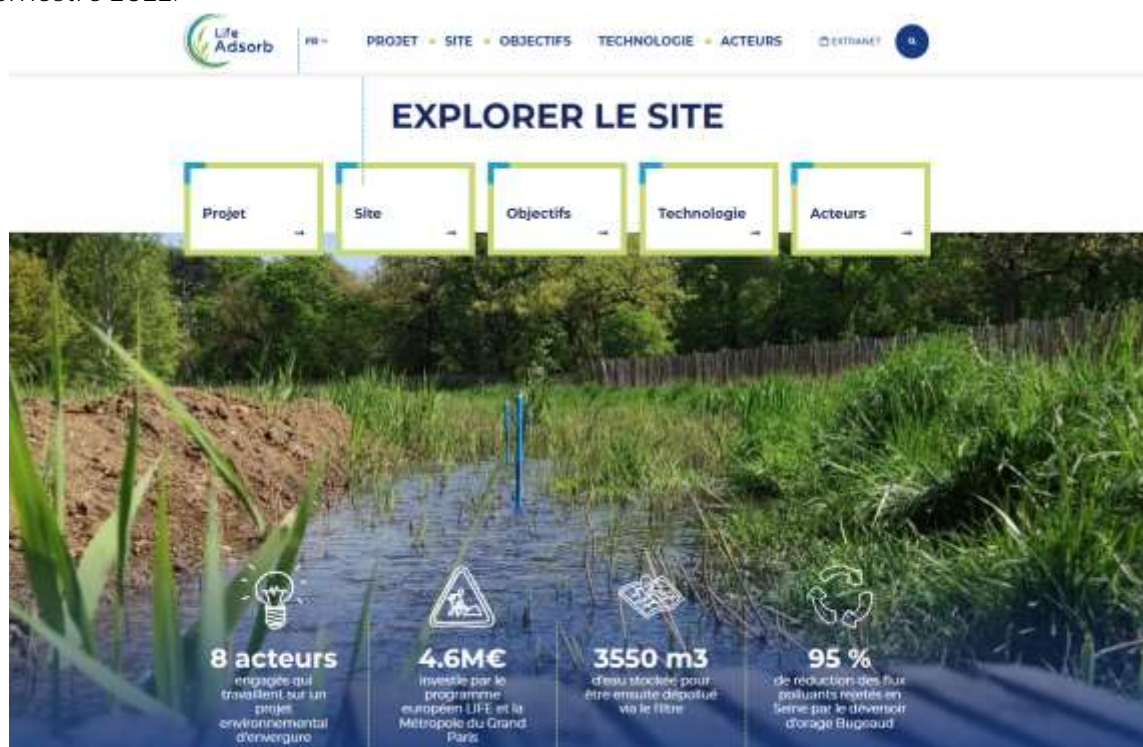 2022.
Life
Adsorb
FR
PROJET SITE OBJECTIFS TECHNOLOGIE ACTEURS EXTRANET
EXPLORER LE SITE
Projet → Site → Objectifs → Technologie → Acteurs →
8 acteurs
engagés qui
travaillent sur un
projet
environnemental
d'envergure
4.6M€
investie par le
programme
européen LIFE et la
Métropole du Grand
Paris
3550 m3
d'eau stockée pour
être ensuite dépollué
via le filtre
95 %
de réduction des flux
polluants rejetés en
Seine par le déversoir
d'orage Bugeaud